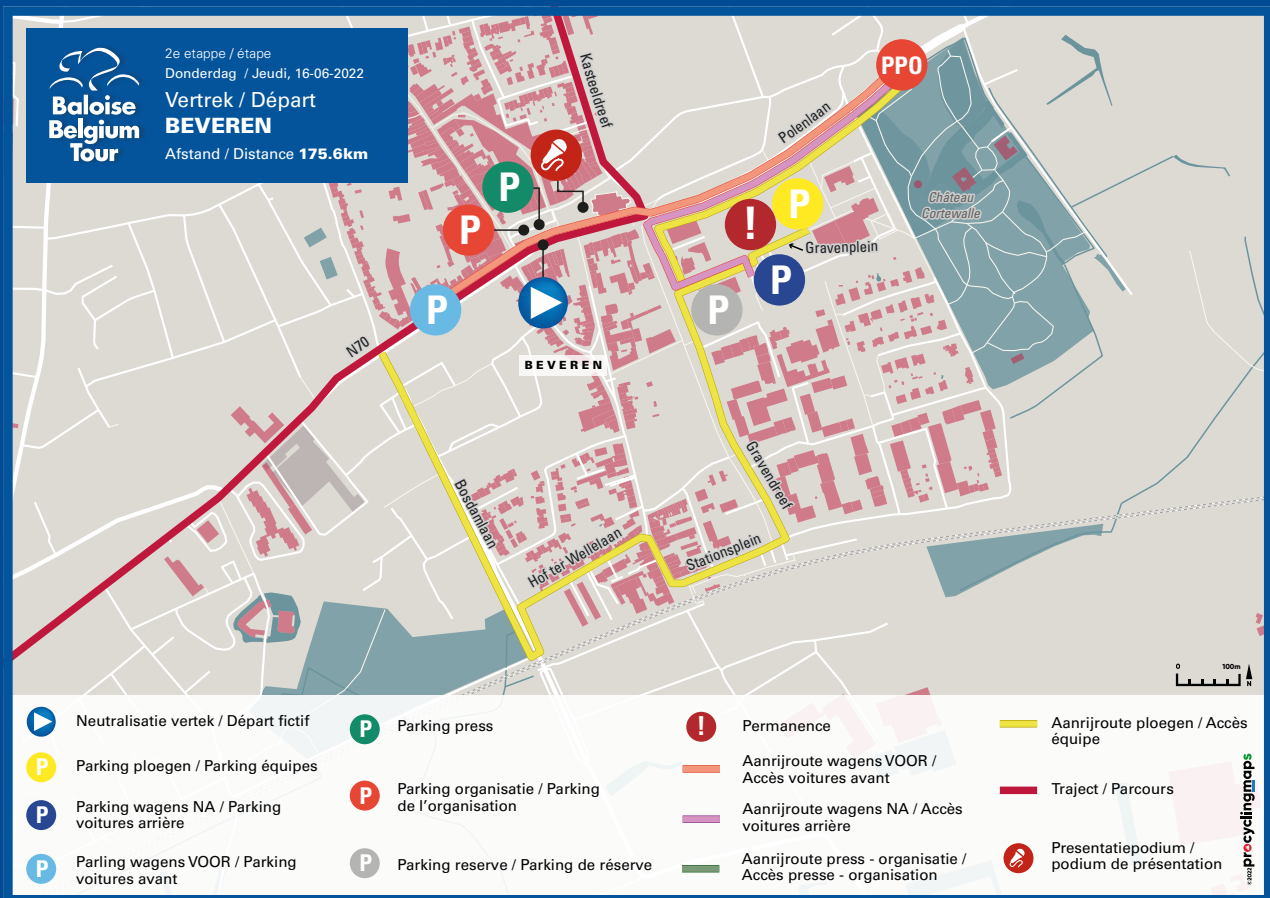 Baloise
Belgium
Tour
2e etappe / étape
Donderdag / Jeudi, 16-06-2022
Vertrek / Départ
BEVEREN
Afstand / Distance 175.6km
Kasteeldreef
PPO
Polenlaan
P
P
P
!
Château
Cortewalle
Gravenplein
P
P
P
N70
BEVEREN
Bosdamlaan
Gravendreef
Hof ter Wellelaan
Stationsplein
0 100m
N
Neutralisatie vertek / Départ fictif
P Parking ploegen / Parking équipes
P Parking wagens NA / Parking
voitures arrière
P Parling wagens VOOR / Parking
voitures avant
P Parking press
P Parking organisatie / Parking
de l'organisation
P Parking reserve / Parking de réserve
! Permanence
Aanrijroute wagens VOOR /
Accès voitures avant
Aanrijroute wagens NA / Accès
voitures arrière
Aanrijroute press - organisatie /
Accès presse - organisation
Aanrijroute ploegen / Accès
équipe
Traject / Parcours
Presentatiepodium /
podium de présentation
©2022 procyclingmaps